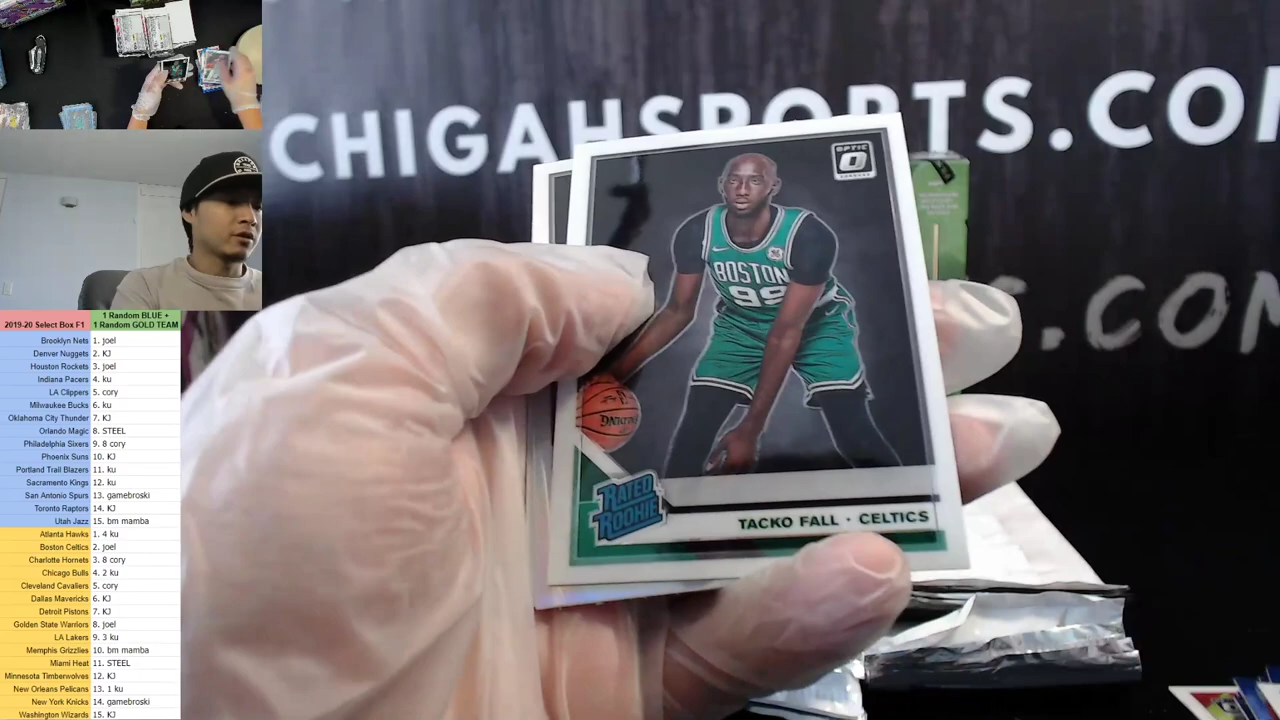 CHIGAHSPORTS.COM
S.COM
OPTIC
BOSTON
99
SPALDING
RATED
ROOKIE
TACKO FALL · CELTICS
2019-20 Select Box F1
1 Random BLUE +
1 Random GOLD TEAM
Brooklyn Nets 1. joel
Denver Nuggets 2. KJ
Houston Rockets 3. joel
Indiana Pacers 4. ku
LA Clippers 5. cory
Milwaukee Bucks 6. ku
Oklahoma City Thunder 7. KJ
Orlando Magic 8. STEEL
Philadelphia Sixers 9. 8 cory
Phoenix Suns 10. KJ
Portland Trail Blazers 11. ku
Sacramento Kings 12. ku
San Antonio Spurs 13. gamebroski
Toronto Raptors 14. KJ
Utah Jazz 15. bm mamba
Atlanta Hawks 1. 4 ku
Boston Celtics 2. joel
Charlotte Hornets 3. 8 cory
Chicago Bulls 4. 2 ku
Cleveland Cavaliers 5. cory
Dallas Mavericks 6. KJ
Detroit Pistons 7. KJ
Golden State Warriors 8. joel
LA Lakers 9. 3 ku
Memphis Grizzlies 10. bm mamba
Miami Heat 11. STEEL
Minnesota Timberwolves 12. KJ
New Orleans Pelicans 13. 1 ku
New York Knicks 14. gamebroski
Washington Wizards 15. KJ